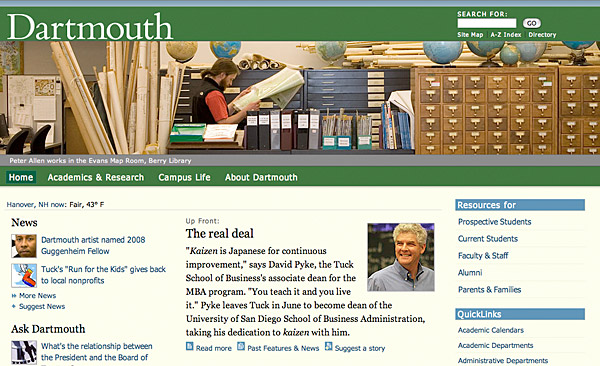 Dartmouth
SEARCH FOR:
GO
Site Map A-Z Index Directory
Peter Allen works in the Evans Map Room, Berry Library
Home Academics & Research Campus Life About Dartmouth
Hanover, NH now: Fair, 43° F
News
Dartmouth artist named 2008
Guggenheim Fellow
Tuck's "Run for the Kids" gives back
to local nonprofits
» More News
+ Suggest News
Ask Dartmouth
What's the relationship between
the President and the Board of
Up Front:
The real deal
"Kaizen is Japanese for continuous
improvement," says David Pyke, the Tuck
School of Business's associate dean for the
MBA program. "You teach it and you live
it." Pyke leaves Tuck in June to become dean of the
University of San Diego School of Business Administration,
taking his dedication to kaizen with him.
Read more Past Features & News Suggest a story
Resources for
Prospective Students
Current Students
Faculty & Staff
Alumni
Parents & Families
QuickLinks
Academic Calendars
Academic Departments
Administrative Departments